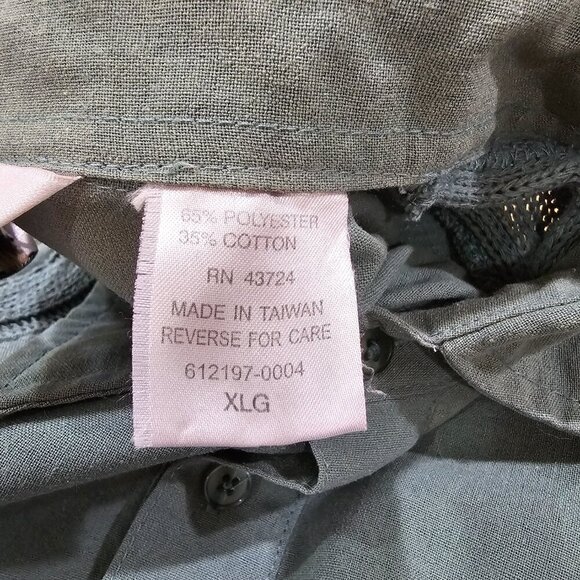 65% POLYESTER
35% COTTON
RN 43724
MADE IN TAIWAN
REVERSE FOR CARE
612197-0004
XLG